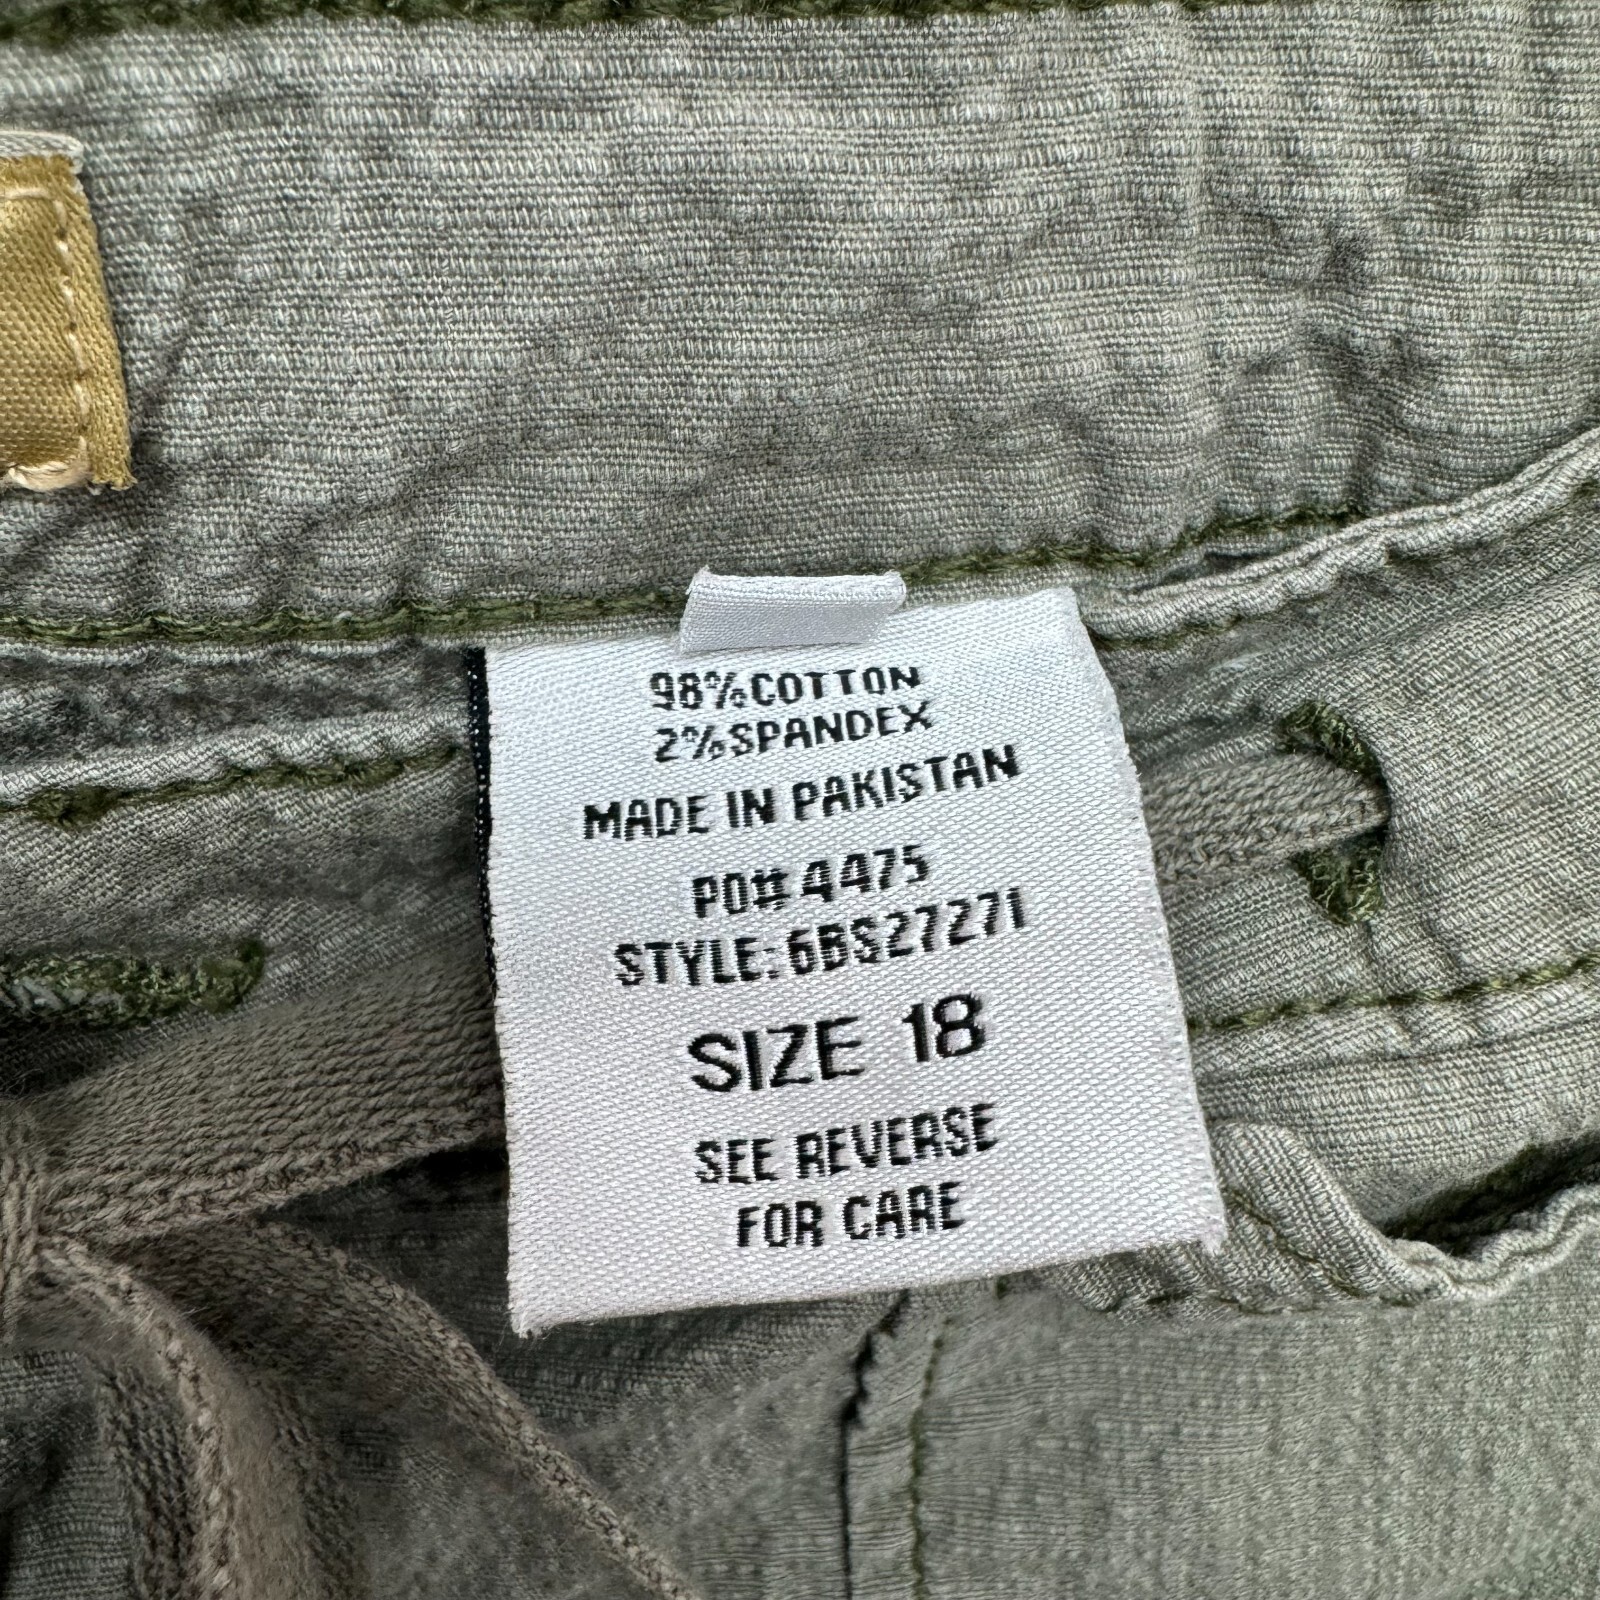 98% COTTON
2% SPANDEX
MADE IN PAKISTAN
PO# 4475
STYLE: 6BS27271
SIZE 18
SEE REVERSE
FOR CARE